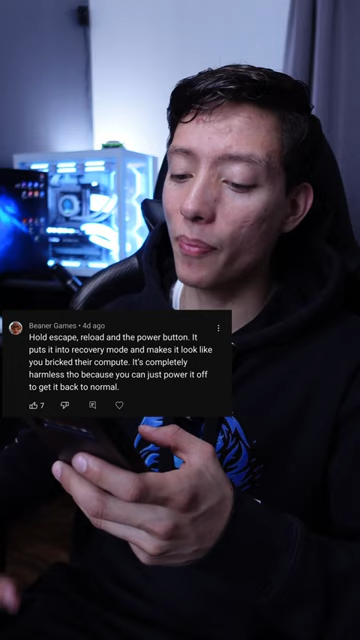 Beaner Games • 4d ago
Hold escape, reload and the power button. It
puts it into recovery mode and makes it look like
you bricked their compute. It's completely
harmless tho because you can just power it off
to get it back to normal.
7